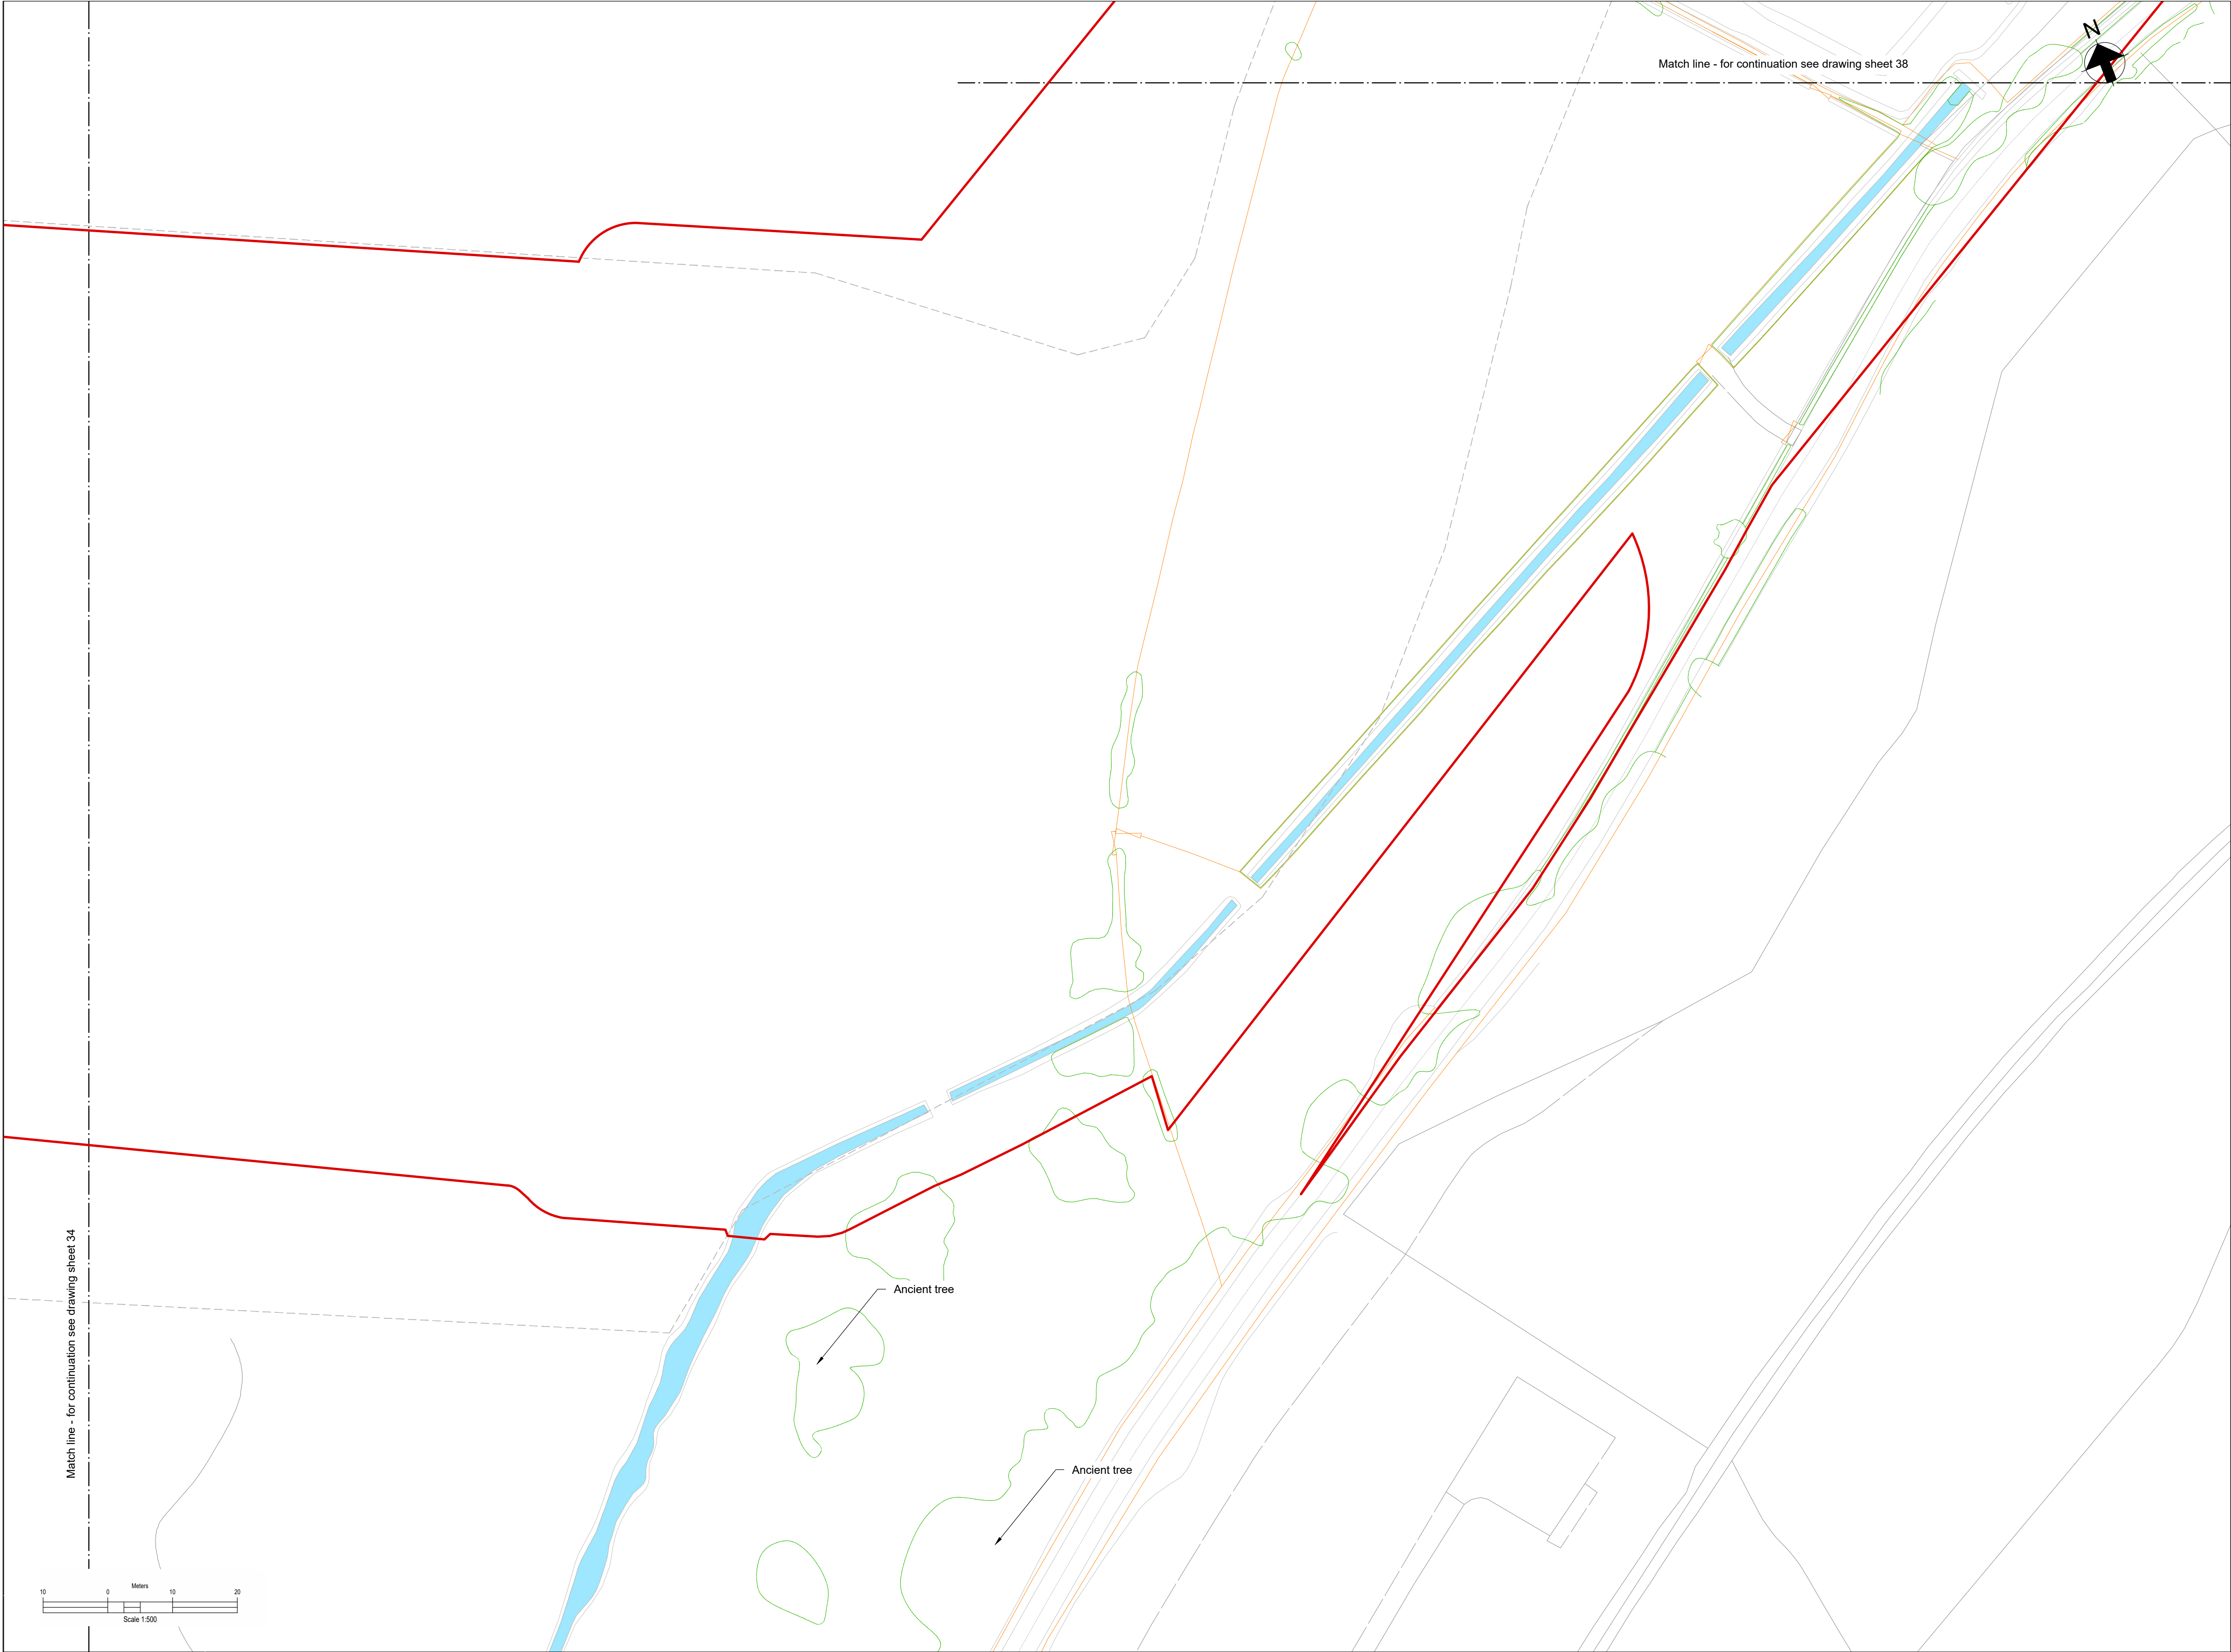 N
Match line - for continuation see drawing sheet 38
Match line - for continuation see drawing sheet 34
Ancient tree
Ancient tree
Meters
10 0 10 20
Scale 1:500